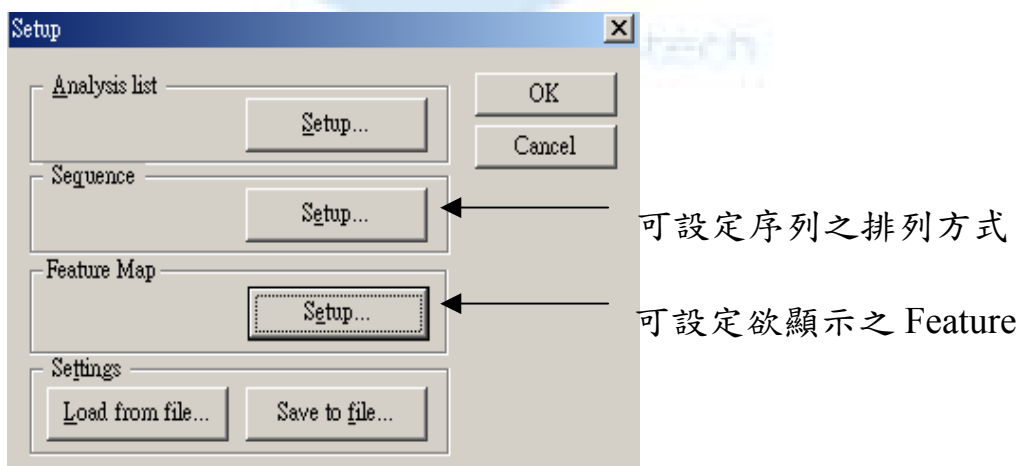 tech
Setup
Analysis list
Setup...
OK
Cancel
Sequence
Setup...
可設定序列之排列方式
Feature Map
Setup...
可設定欲顯示之 Feature
Settings
Load from file...
Save to file...